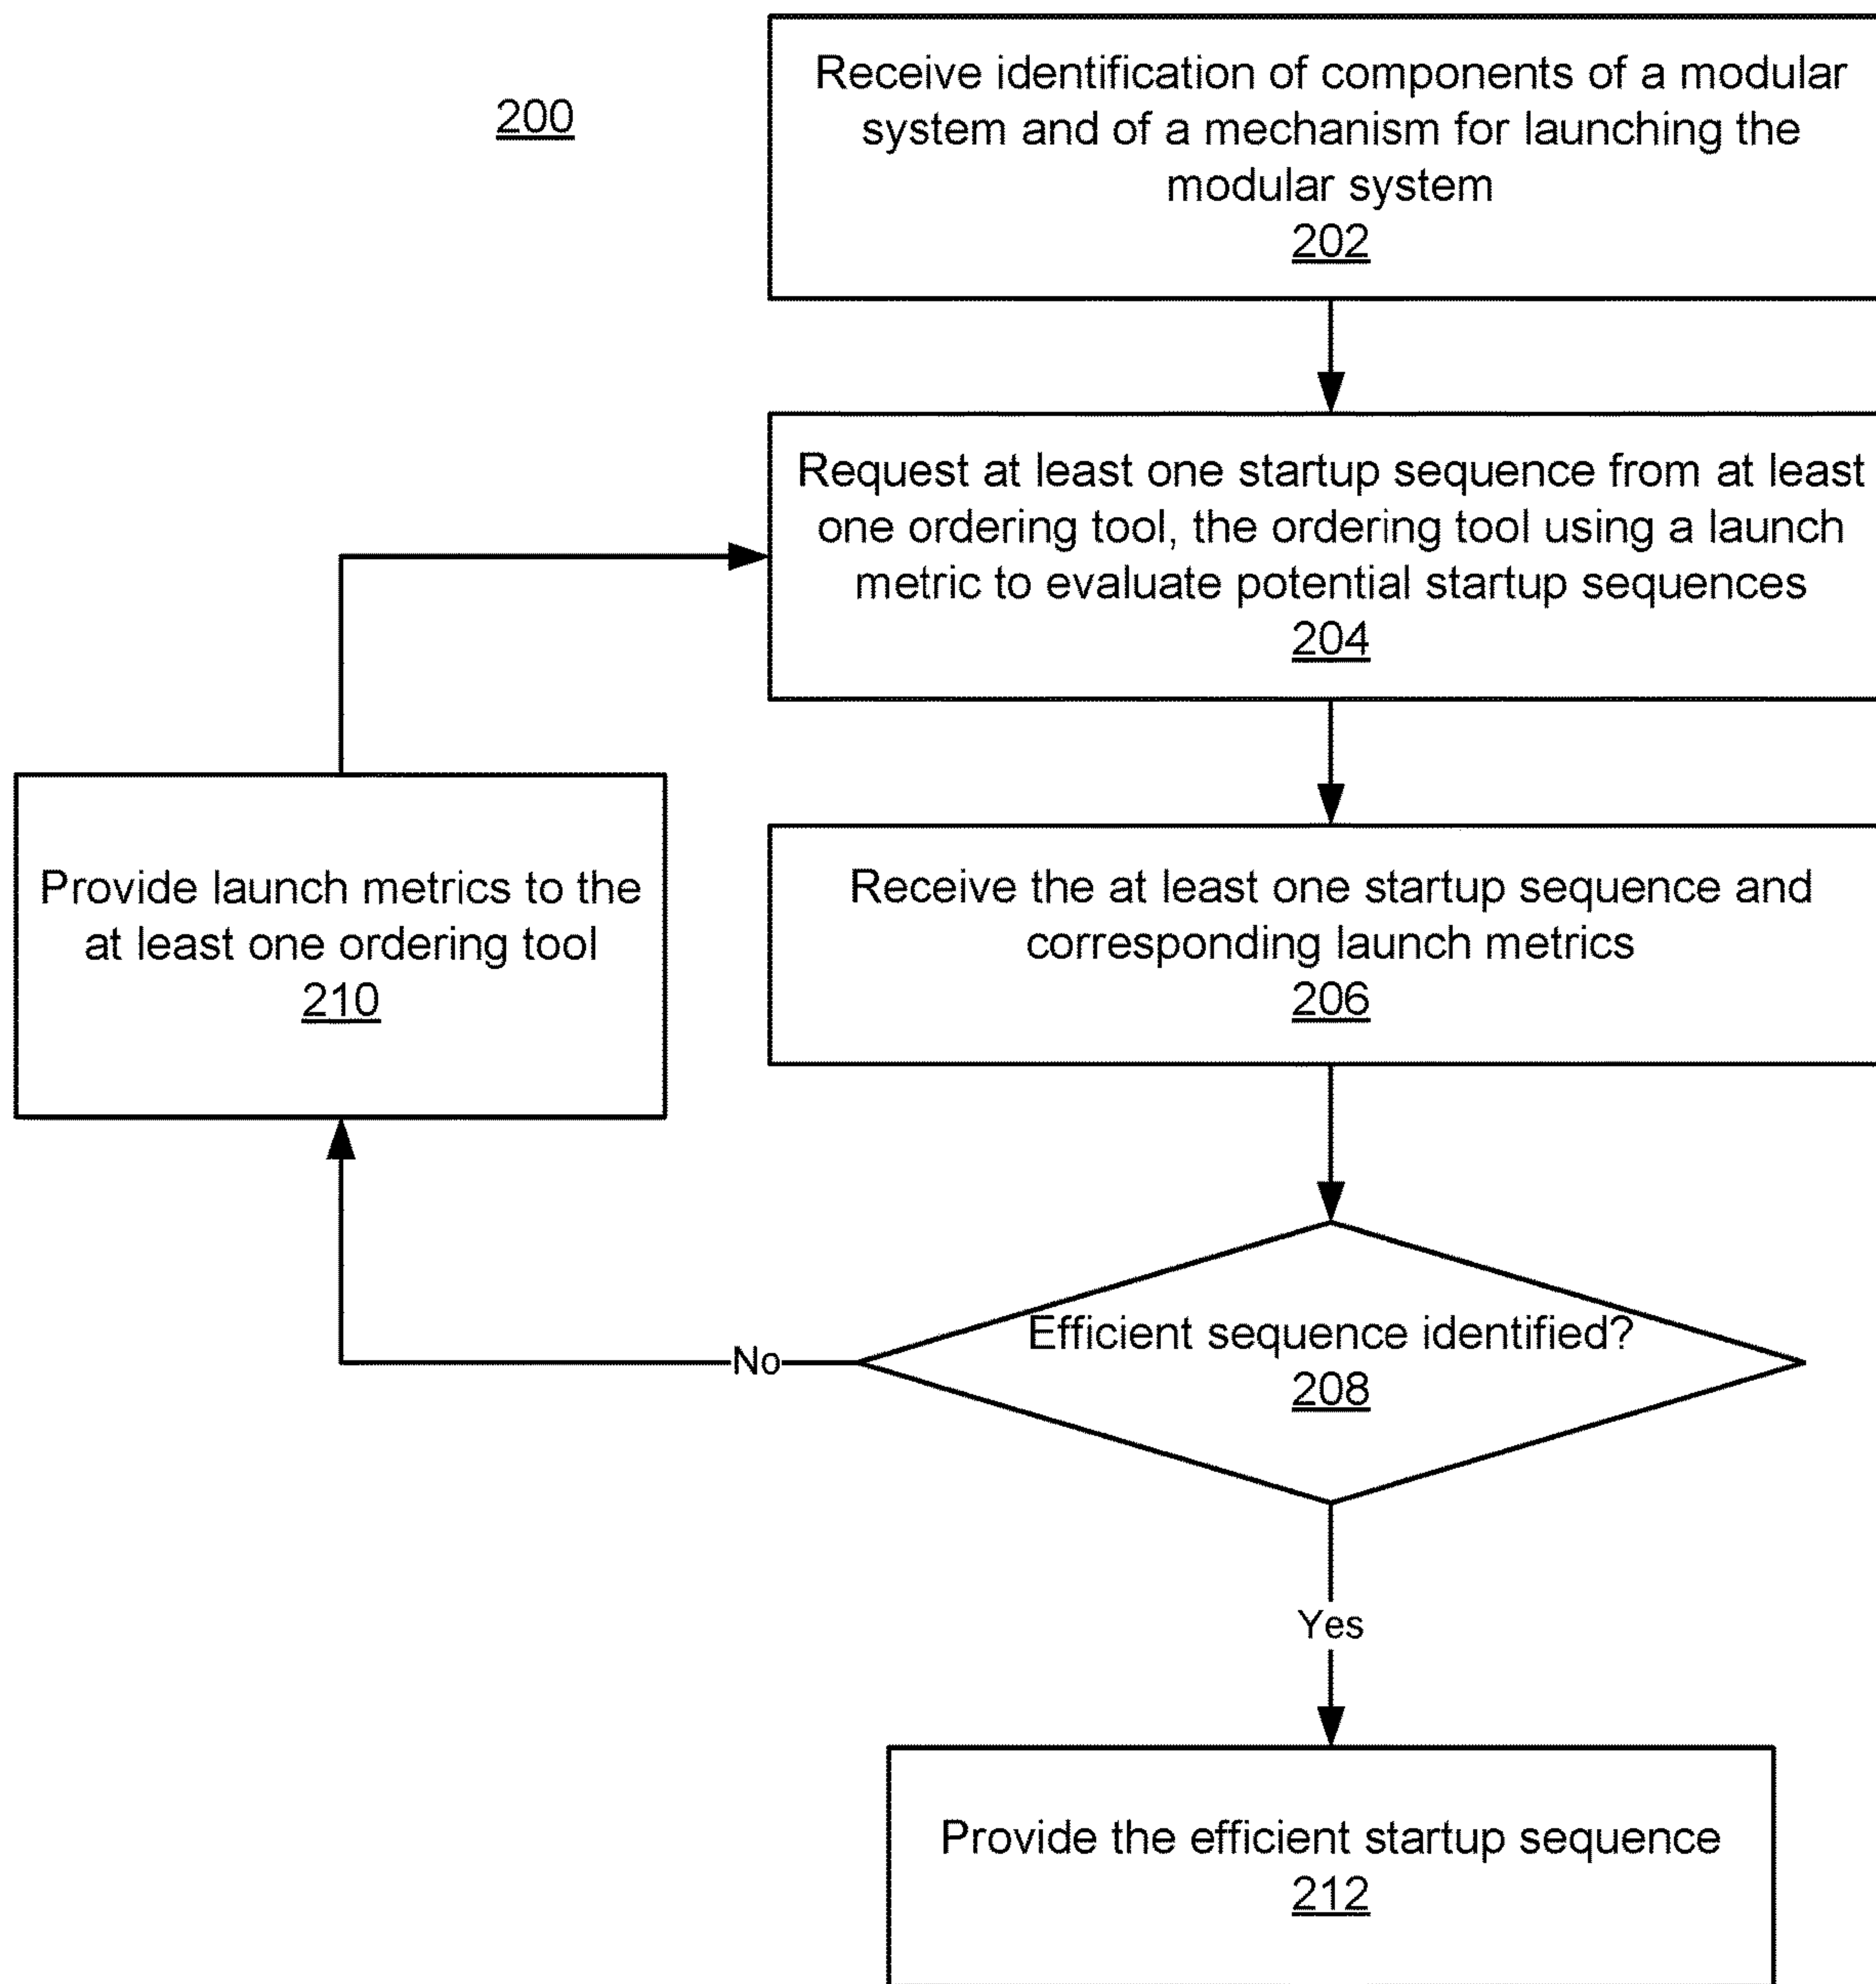 200
Receive identification of components of a modular
system and of a mechanism for launching the
modular system
202
Request at least one startup sequence from at least
one ordering tool, the ordering tool using a launch
metric to evaluate potential startup sequences
204
Provide launch metrics to the
at least one ordering tool
210
Receive the at least one startup sequence and
corresponding launch metrics
206
Efficient sequence identified?
208
No
Yes
Provide the efficient startup sequence
212